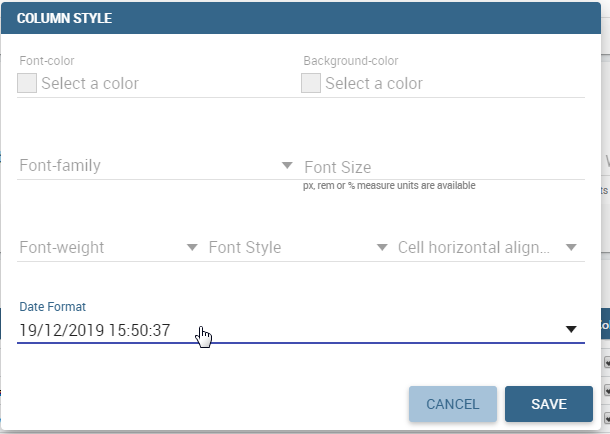 COLUMN STYLE
Font-color
Background-color
Select a color
Select a color
Font-family
Font Size
px, rem or % measure units are available
Font-weight
Font Style
Cell horizontal align...
Date Format
19/12/2019 15:50:37
CANCEL
SAVE